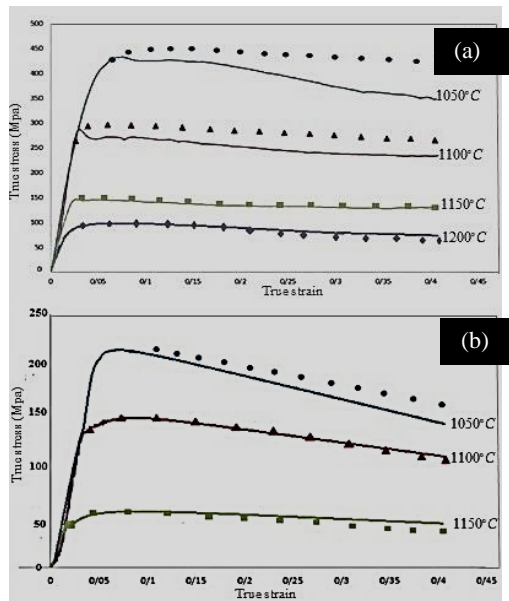 (a)
500
450
400
350
300
250
200
150
100
50
0
True stress (Mpa)
1050°C
1100°C
1150°C
1200°C
0 0/05 0/1 0/15 0/2 0/25 0/3 0/35 0/4 0/45
True strain
(b)
250
200
150
100
50
0
True stress (Mpa)
1050°C
1100°C
1150°C
0 0/05 0/1 0/15 0/2 0/25 0/3 0/35 0/4 0/45
True strain